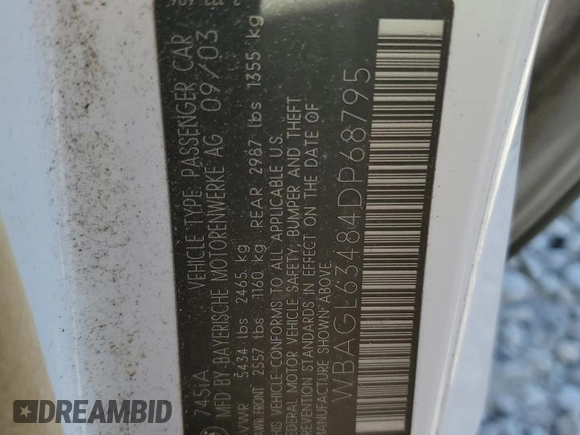 745iA VEHICLE TYPE: PASSENGER CAR
MFD BY BAYERISCHE MOTORENWERKE AG 09/03
GVWR 5434 lbs 2465 kg
GAWR FRONT 2557 lbs 1160 kg REAR 2987 lbs 1355 kg
THIS VEHICLE CONFORMS TO ALL APPLICABLE U.S.
FEDERAL MOTOR VEHICLE SAFETY, BUMPER AND THEFT
PREVENTION STANDARDS IN EFFECT ON THE DATE OF
MANUFACTURE SHOWN ABOVE.
WBAGL63484DP68795
DREAMBID